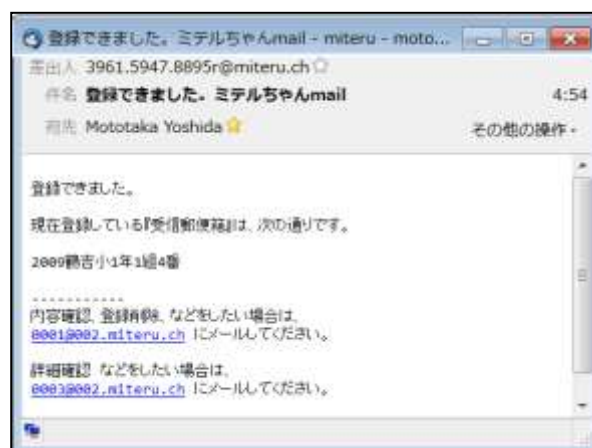 登録できました。ミテルちゃんmail - miteru - moto...
差出人 3961.5947.8895r@miteru.ch
件名 登録できました。ミテルちゃんmail 4:54
宛先 Mototaka Yoshida その他の操作
登録できました。
現在登録している『受信郵便箱』は、次の通りです。
2009鶴吉小1年1組4番
-----------
内容確認、登録削除、などをしたい場合は、
0001@002.miteru.ch にメールしてください。
詳細確認 などをしたい場合は、
0003@002.miteru.ch にメールしてください。